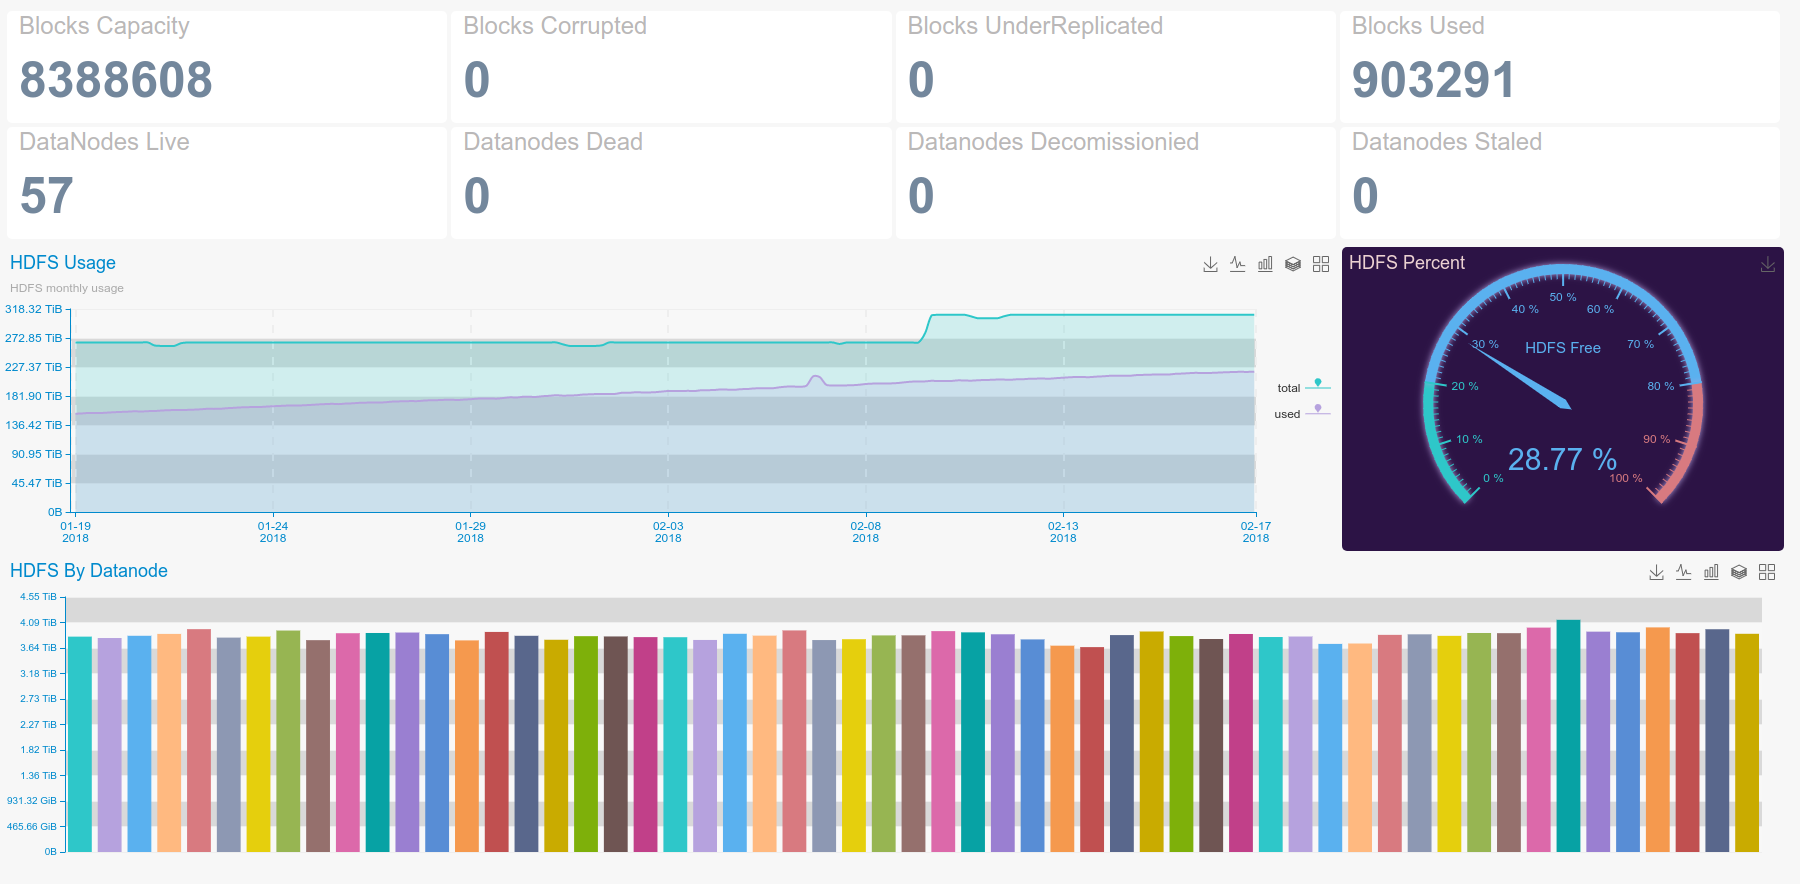 Blocks Capacity
8388608
Blocks Corrupted
0
Blocks UnderReplicated
0
Blocks Used
903291
DataNodes Live
57
Datanodes Dead
0
Datanodes Decomissionied
0
Datanodes Staled
0
HDFS Usage
HDFS monthly usage
318.32 TiB
272.85 TiB
227.37 TiB
181.90 TiB
136.42 TiB
90.95 TiB
45.47 TiB
0B
01-19
2018
01-24
2018
01-29
2018
02-03
2018
02-08
2018
02-13
2018
02-17
2018
total
used
HDFS Percent
0 %
10 %
20 %
30 %
40 %
50 %
60 %
70 %
80 %
90 %
100 %
HDFS Free
28.77 %
HDFS By Datanode
4.55 TiB
4.09 TiB
3.64 TiB
3.18 TiB
2.73 TiB
2.27 TiB
1.82 TiB
1.36 TiB
931.32 GiB
465.66 GiB
0B